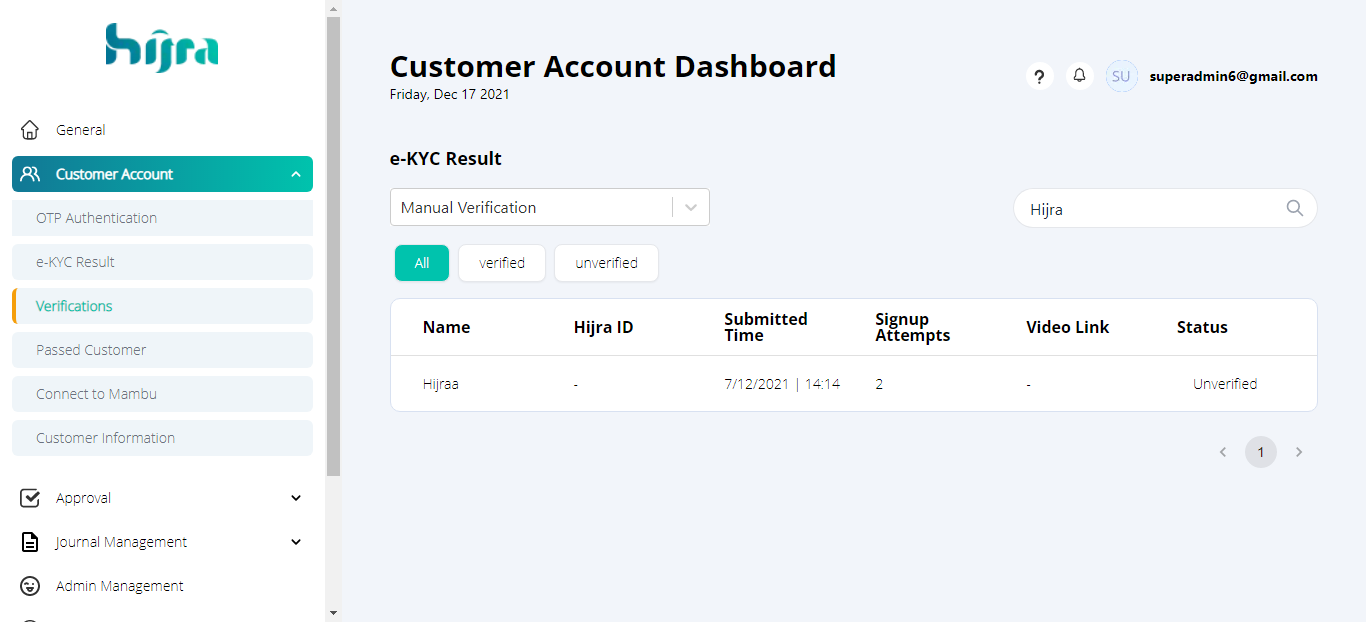 hijra
General
Customer Account
OTP Authentication
e-KYC Result
Verifications
Passed Customer
Connect to Mambu
Customer Information
Approval
Journal Management
Admin Management
Customer Account Dashboard
Friday, Dec 17 2021
?
SU
superadmin6@gmail.com
e-KYC Result
Manual Verification
Hijra
All
verified
unverified
Name
Hijra ID
Submitted
Time
Signup
Attempts
Video Link
Status
Hijraa
-
7/12/2021 | 14:14
2
-
Unverified
1